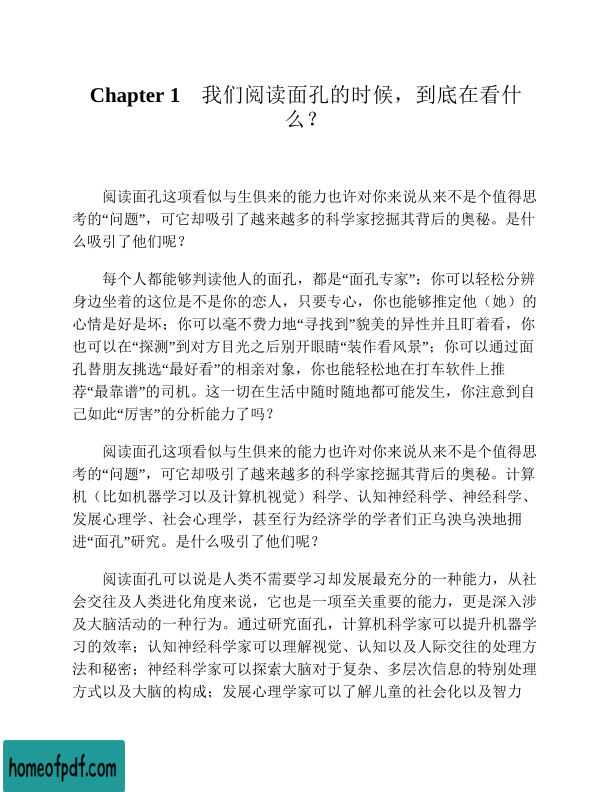 Chapter 1 我们阅读面孔的时候，到底在看什
么？
阅读面孔这项看似与生俱来的能力也许对你来说从来不是个值得思
考的“问题”，可它却吸引了越来越多的科学家挖掘其背后的奥秘。是什
么吸引了他们呢？
每个人都能够判读他人的面孔，都是“面孔专家”：你可以轻松分辨
身边坐着的这位是不是你的恋人，只要专心，你也能够推定他（她）的
心情是好是坏；你可以毫不费力地“寻找到”貌美的异性并且盯着看，你
也可以在“探测”到对方目光之后别开眼睛“装作看风景”；你可以通过面
孔替朋友挑选“最好看”的相亲对象，你也能轻松地在打车软件上推
荐“最靠谱”的司机。这一切在生活中随时随地都可能发生，你注意到自
己如此“厉害”的分析能力了吗？
阅读面孔这项看似与生俱来的能力也许对你来说从来不是个值得思
考的“问题”，可它却吸引了越来越多的科学家挖掘其背后的奥秘。计算
机（比如机器学习以及计算机视觉）科学、认知神经科学、神经科学、
发展心理学、社会心理学，甚至行为经济学的学者们正乌泱乌泱地拥
进“面孔”研究。是什么吸引了他们呢？
阅读面孔可以说是人类不需要学习却发展最充分的一种能力，从社
会交往及人类进化角度来说，它也是一项至关重要的能力，更是深入涉
及大脑活动的一种行为。通过研究面孔，计算机科学家可以提升机器学
习的效率；认知神经科学家可以理解视觉、认知以及人际交往的处理方
法和秘密；神经科学家可以探索大脑对于复杂、多层次信息的特别处理
方式以及大脑的构成；发展心理学家可以了解儿童的社会化以及智力
homeofpdf.com